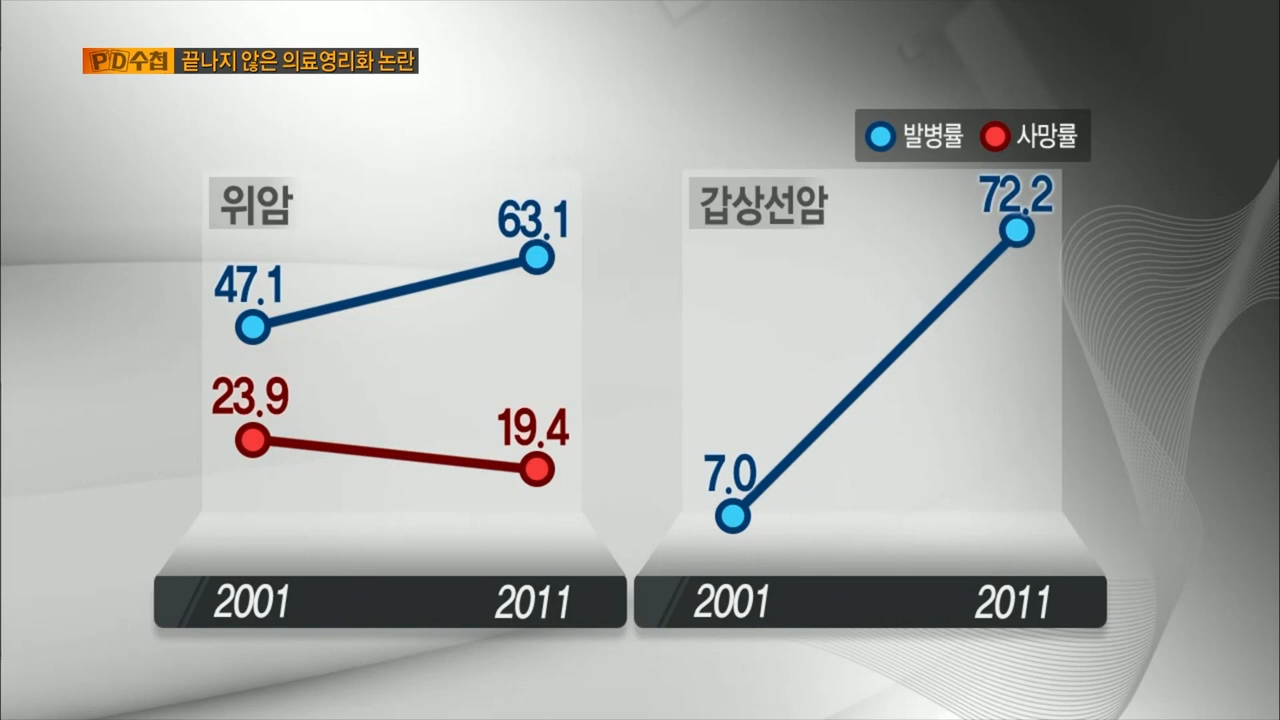 PD수첩 끝나지 않은 의료영리화 논란
발병률 사망률
위암
47.1
63.1
23.9
19.4
2001 2011
갑상선암
72.2
7.0
2001 2011